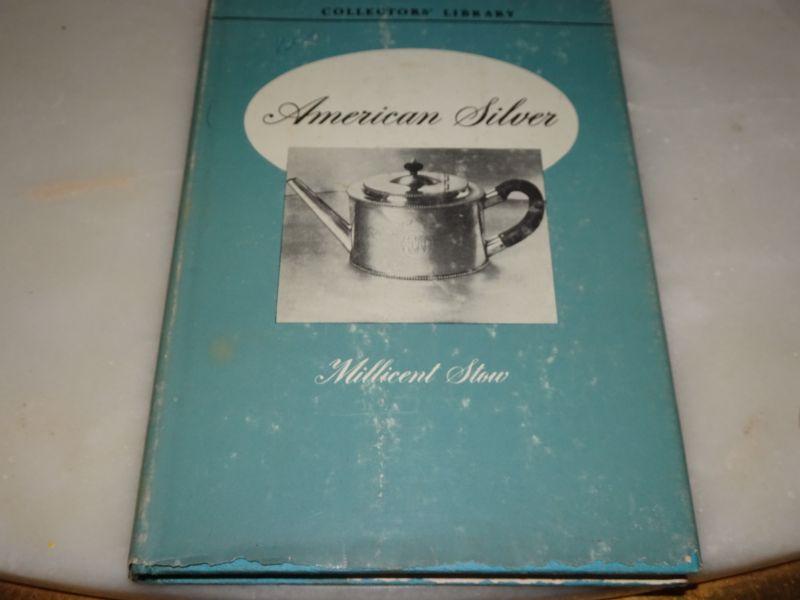 COLLECTORS' LIBRARY
American Silver
Millicent Stow